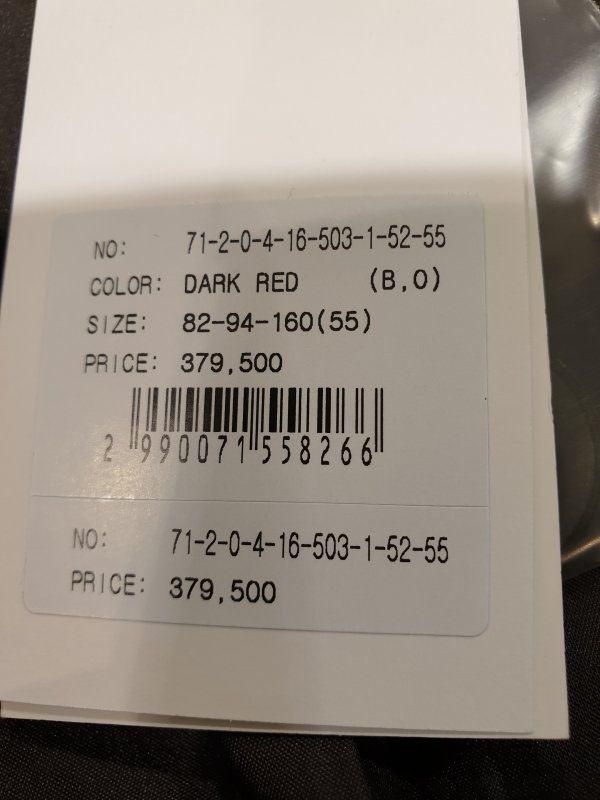 NO: 71-2-0-4-16-503-1-52-55
COLOR: DARK RED (B,O)
SIZE: 82-94-160(55)
PRICE: 379,500
2 990071 558266
NO: 71-2-0-4-16-503-1-52-55
PRICE: 379,500